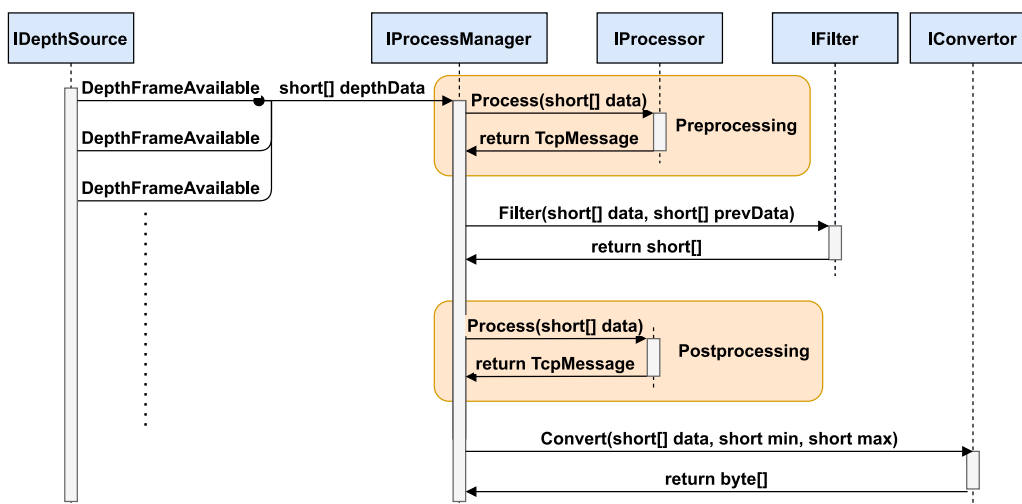 IDepthSource
IProcessManager
IProcessor
IFilter
IConvertor
DepthFrameAvailable
short[] depthData
Process(short[] data)
Preprocessing
return TcpMessage
DepthFrameAvailable
DepthFrameAvailable
Filter(short[] data, short[] prevData)
return short[]
Process(short[] data)
Postprocessing
return TcpMessage
Convert(short[] data, short min, short max)
return byte[]